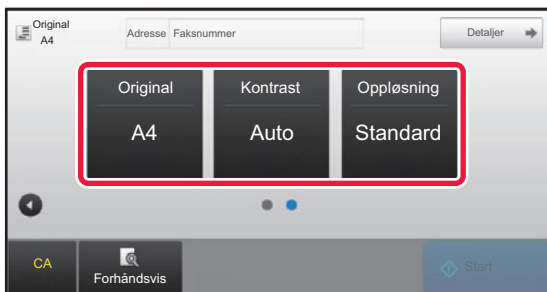 Original
A4
Adresse Faksnummer
Detaljer
Original
A4
Kontrast
Auto
Oppløsning
Standard
CA
Forhåndsvis
Start